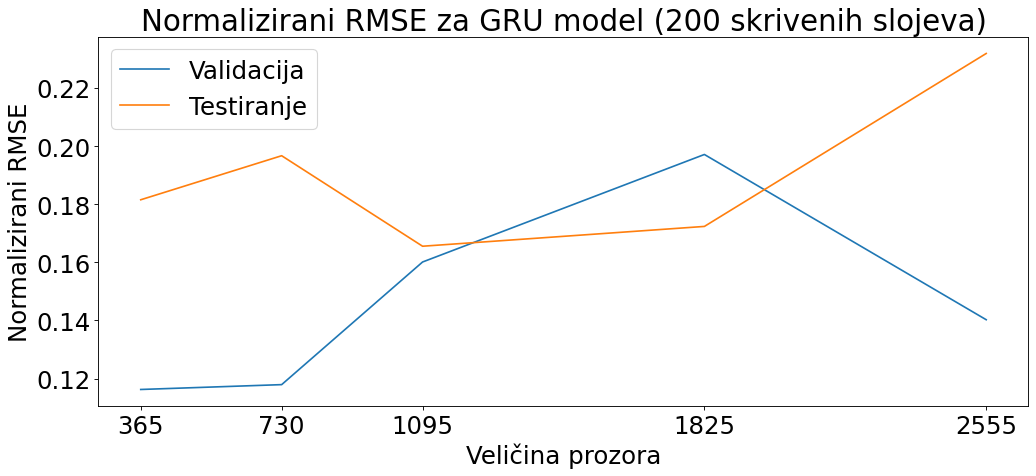 Normalizirani RMSE za GRU model (200 skrivenih slojeva)
Validacija
Testiranje
Normalizirani RMSE
0.22
0.20
0.18
0.16
0.14
0.12
365 730 1095 1825 2555
Veličina prozora